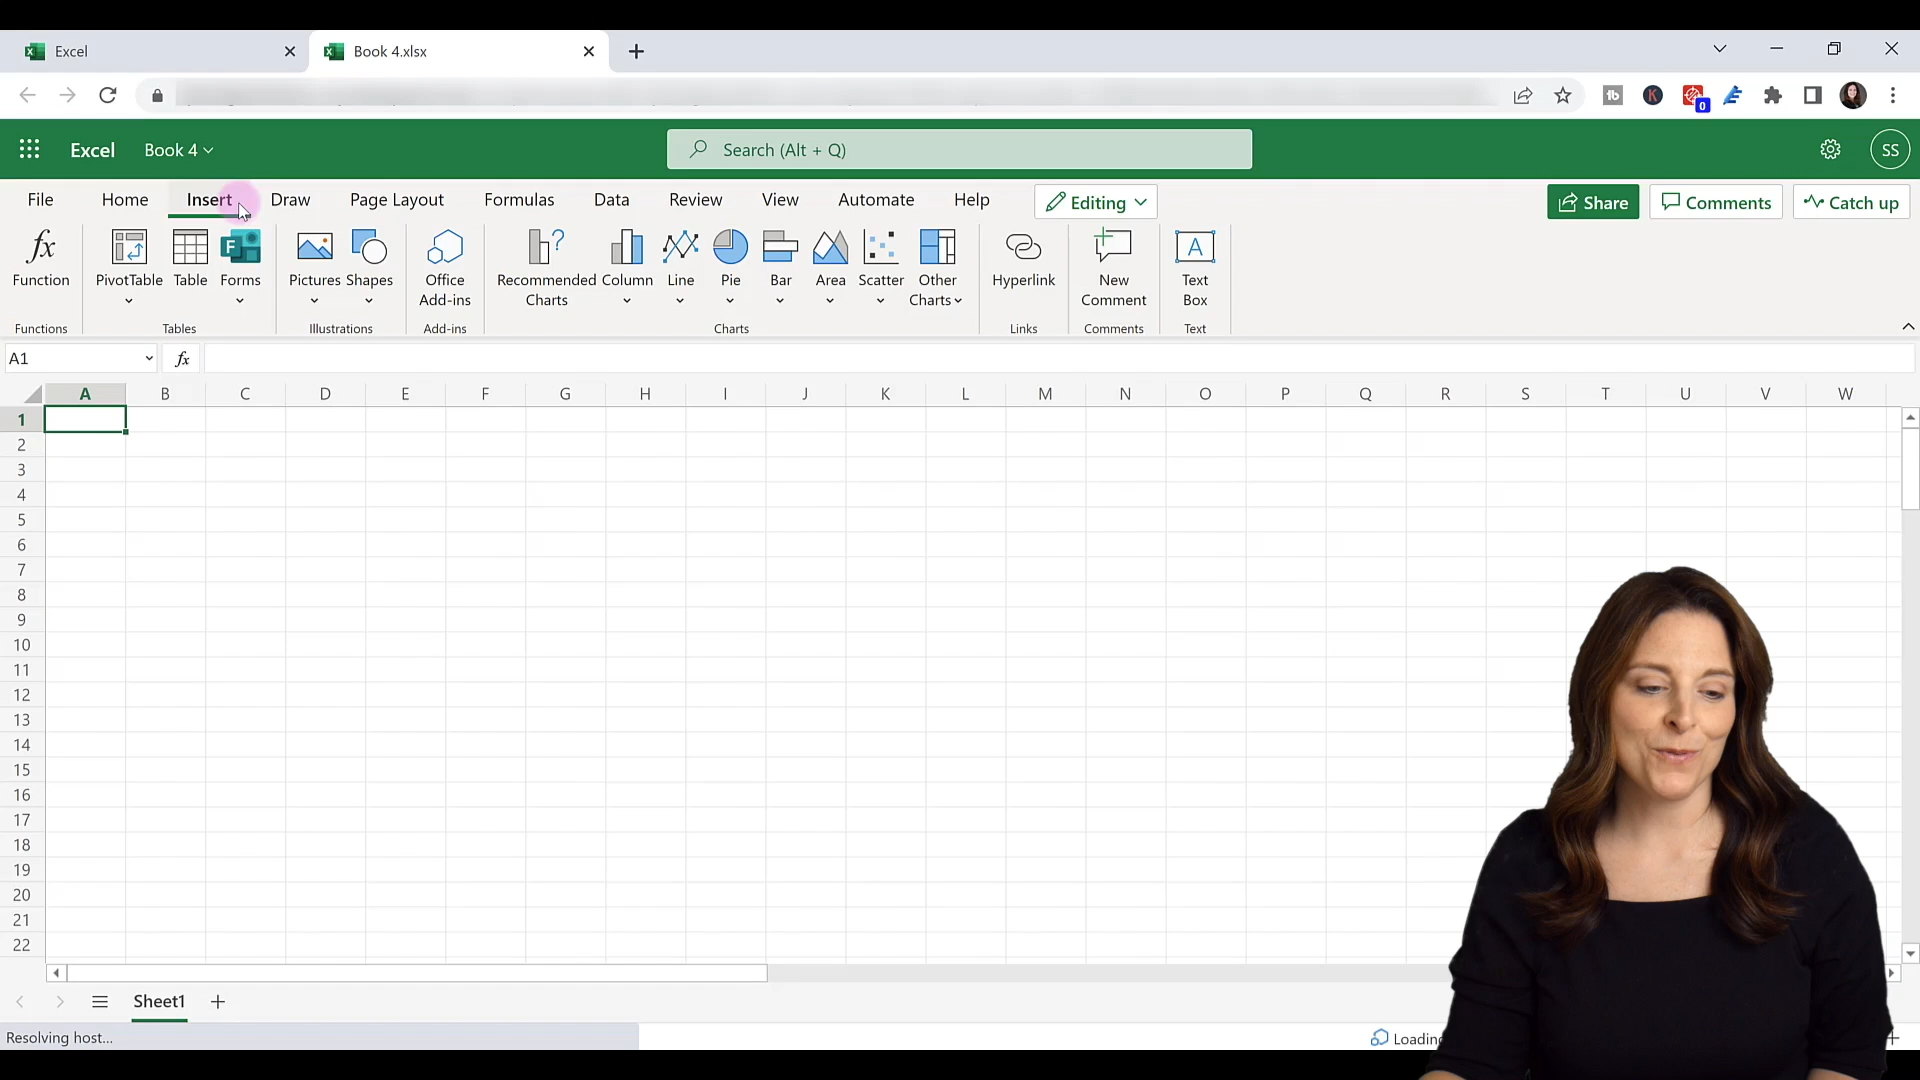 Excel
Book 4.xlsx
0
Excel
Book 4
Search (Alt + Q)
SS
File Home Insert Draw Page Layout Formulas Data Review View Automate Help Editing Share Comments Catch up
Function PivotTable Table Forms Pictures Shapes Office Add-ins Recommended Charts Column Line Pie Bar Area Scatter Other Charts Hyperlink New Comment Text Box
Functions Tables Illustrations Add-ins Charts Links Comments Text
A1 fx
A B C D E F G H I J K L M N O P Q R S T U V W
1
2
3
4
5
6
7
8
9
10
11
12
13
14
15
16
17
18
19
20
21
22
Sheet1
Resolving host...